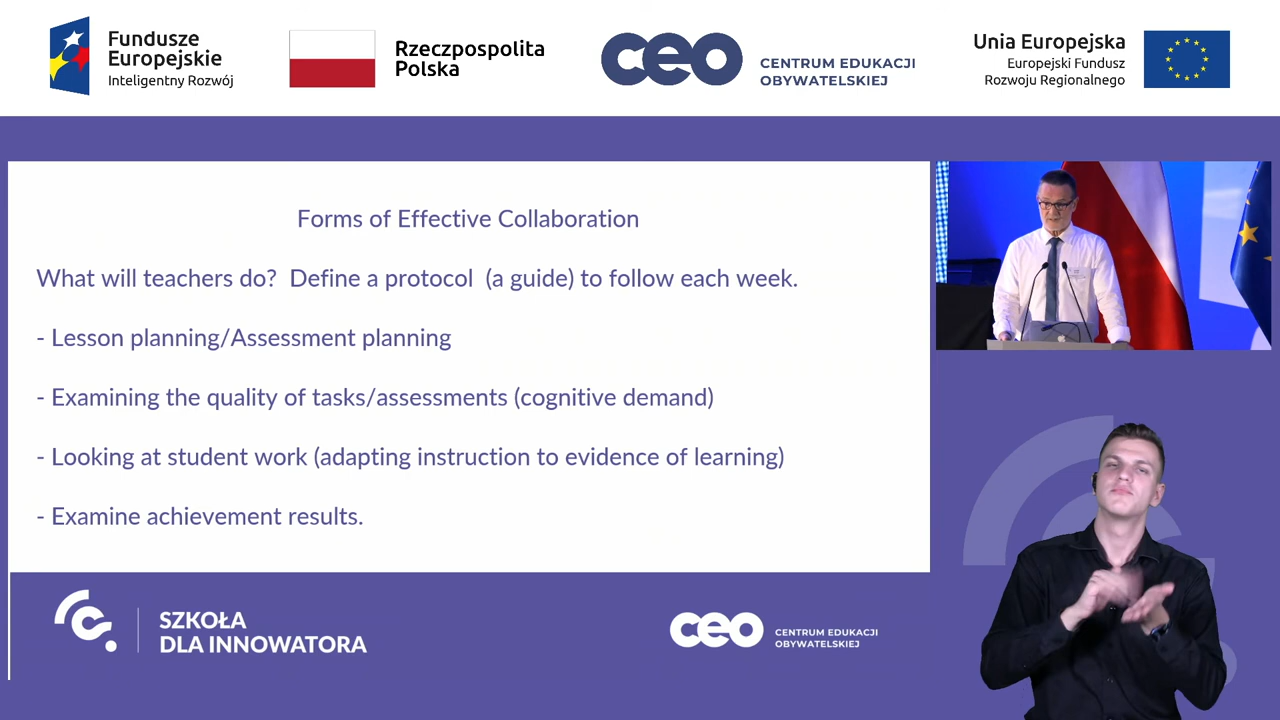 Fundusze
Europejskie
Inteligentny Rozwój
Rzeczpospolita
Polska
ceo
CENTRUM EDUKACJI
OBYWATELSKIEJ
Unia Europejska
Europejski Fundusz
Rozwoju Regionalnego
Forms of Effective Collaboration
What will teachers do?  Define a protocol  (a guide) to follow each week.
- Lesson planning/Assessment planning
- Examining the quality of tasks/assessments (cognitive demand)
- Looking at student work (adapting instruction to evidence of learning)
- Examine achievement results.
SZKOŁA
DLA INNOWATORA
ceo
CENTRUM EDUKACJI
OBYWATELSKIEJ